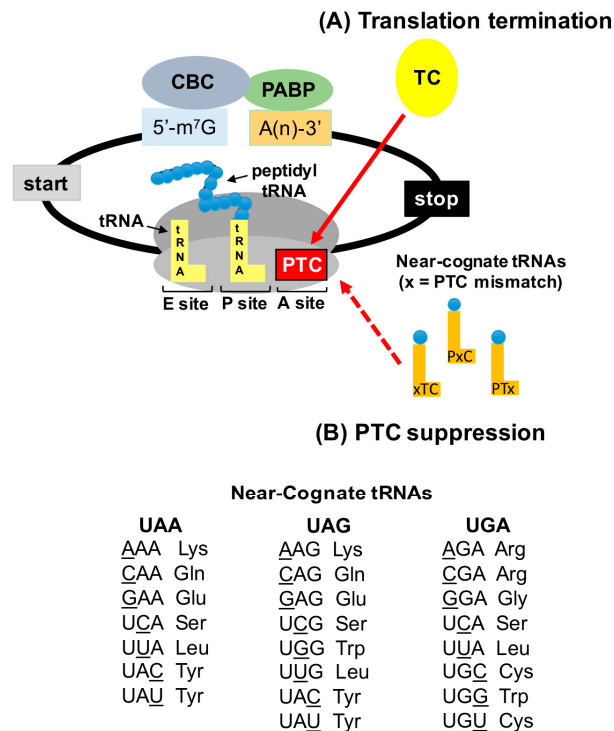 (A) Translation termination
CBC
PABP
TC
5’-m⁷G
A(n)-3’
start
peptidyl
tRNA
stop
tRNA
tRNA
tRNA
PTC
E site
P site
A site
Near-cognate tRNAs
(x = PTC mismatch)
PxC
xTC
PTx
(B) PTC suppression
Near-Cognate tRNAs
UAA UAG UGA
AAA Lys AAG Lys AGA Arg
CAA Gln CAG Gln CGA Arg
GAA Glu GAG Glu GGA Gly
UCA Ser UCG Ser UCA Ser
UUA Leu UGG Trp UUA Leu
UAC Tyr UUG Leu UGC Cys
UAU Tyr UAC Tyr UGG Trp
UAU Tyr UGU Cys